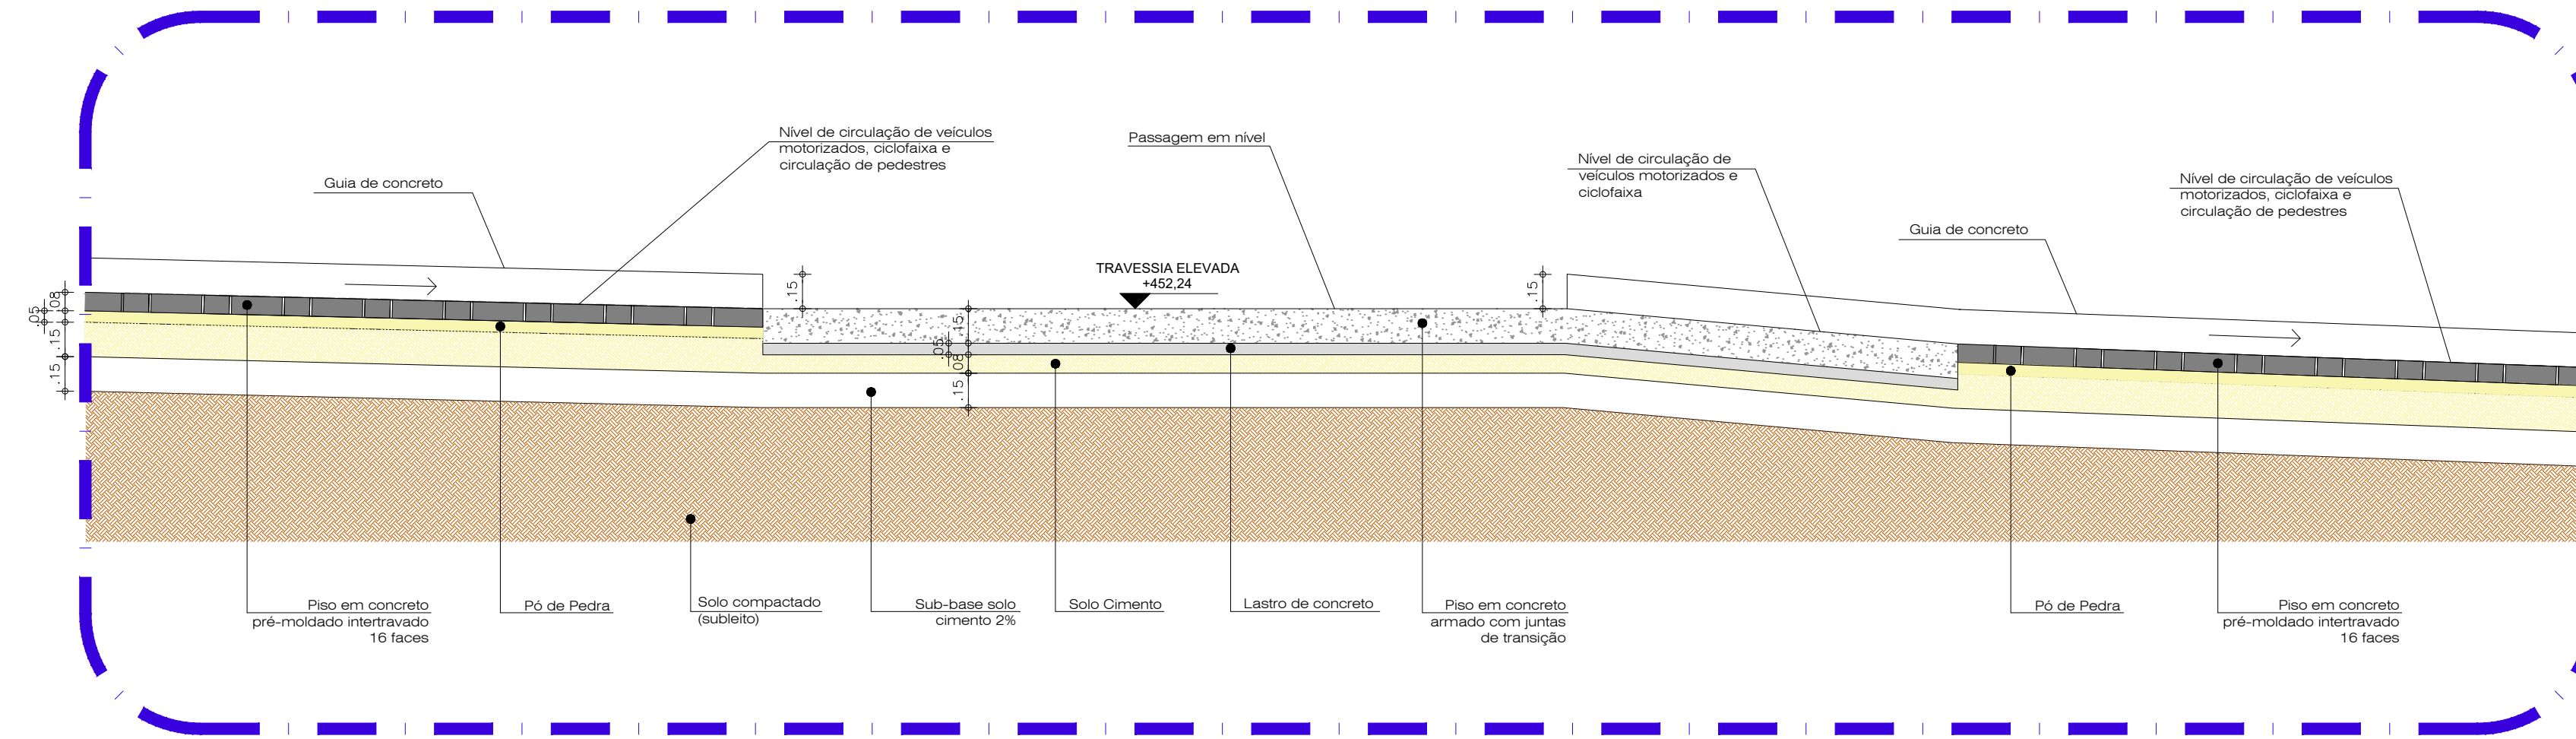 Nível de circulação de veículos
motorizados, ciclofaixa e
circulação de pedestres
Passagem em nível
Nível de circulação de
veículos motorizados e
ciclofaixa
Guia de concreto
Nível de circulação de veículos
motorizados, ciclofaixa e
circulação de pedestres
Guia de concreto
TRAVESSIA ELEVADA
+452,24
.15
.15
.08
.05
.15
.15
.15
.05
.08
.15
Piso em concreto
pré-moldado intertravado
16 faces
Pó de Pedra
Solo compactado
(subleito)
Sub-base solo
cimento 2%
Solo Cimento
Lastro de concreto
Piso em concreto
armado com juntas
de transição
Pó de Pedra
Piso em concreto
pré-moldado intertravado
16 faces